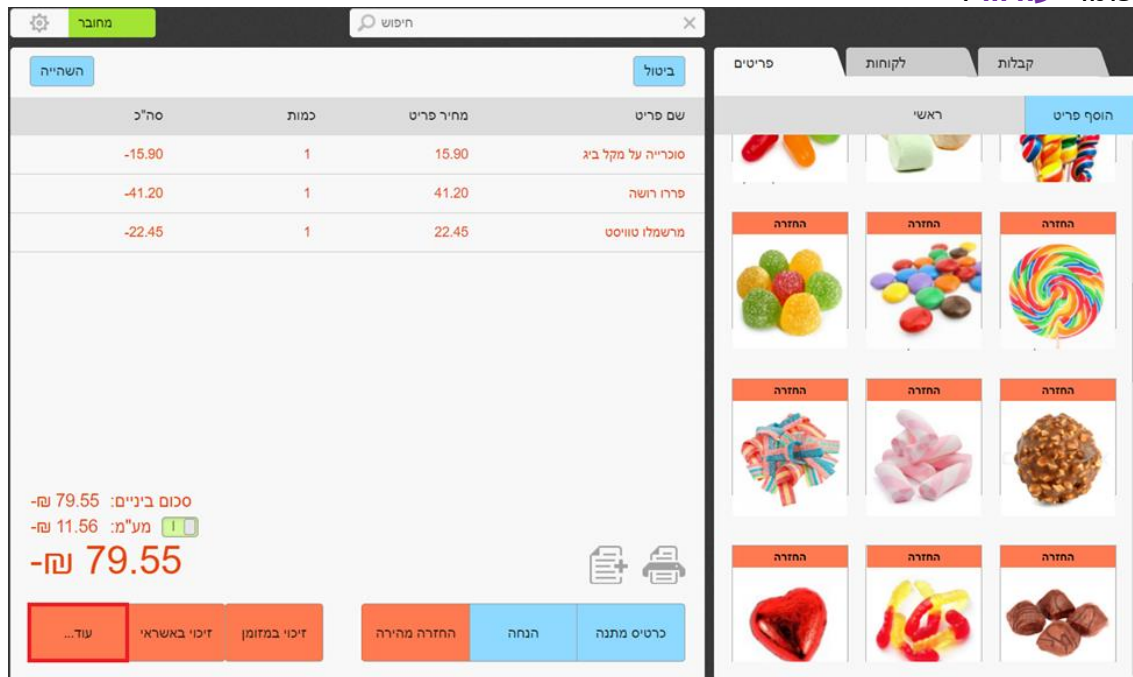 מחובר
חיפוש
קבלות
לקוחות
פריטים
הוסף פריט
ראשי
ביטול
השהייה
שם פריט מחיר פריט כמות סה"כ
סוכרייה על מקל ביג 15.90 1 -15.90
פררו רושה 41.20 1 -41.20
מרשמלו טוויסט 22.45 1 -22.45
החזרה החזרה החזרה
החזרה החזרה החזרה
החזרה החזרה החזרה
סכום ביניים: 79.55 ₪-
מע"מ: 11.56 ₪-
79.55 ₪-
כרטיס מתנה
הנחה
החזרה מהירה
זיכוי במזומן
זיכוי באשראי
עוד...